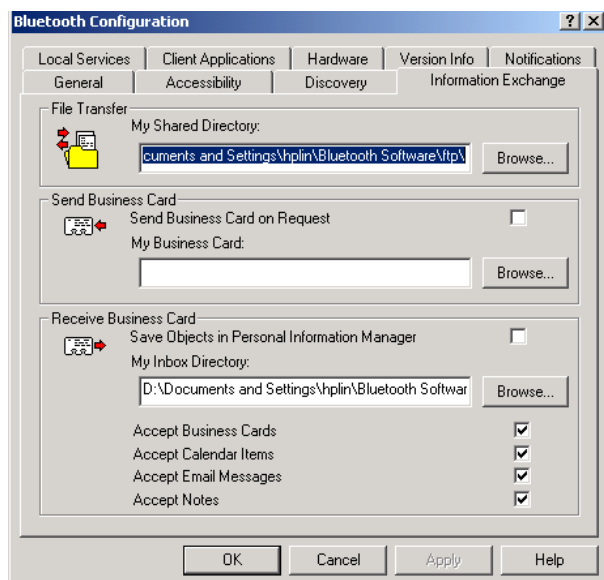 Bluetooth Configuration
Local Services Client Applications Hardware Version Info Notifications
General Accessibility Discovery Information Exchange
File Transfer
My Shared Directory:
cuments and Settings\hplin\Bluetooth Software\ftp\ Browse...
Send Business Card
Send Business Card on Request
My Business Card:
Browse...
Receive Business Card
Save Objects in Personal Information Manager
My Inbox Directory:
D:\Documents and Settings\hplin\Bluetooth Softwar Browse...
Accept Business Cards
Accept Calendar Items
Accept Email Messages
Accept Notes
OK Cancel Apply Help